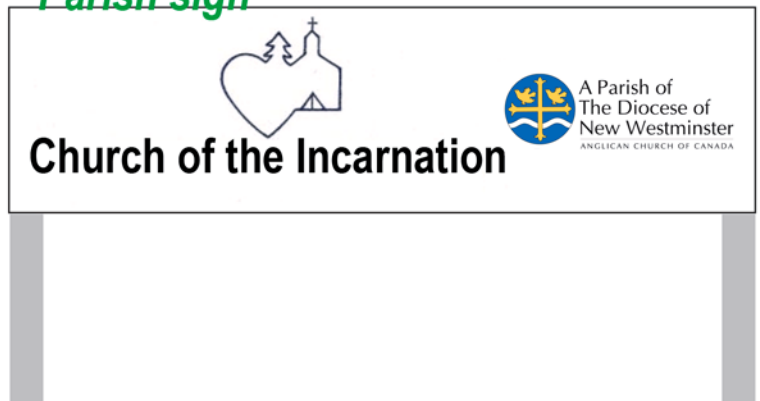 Parish sign
Church of the Incarnation
A Parish of
The Diocese of
New Westminster
ANGLICAN CHURCH OF CANADA